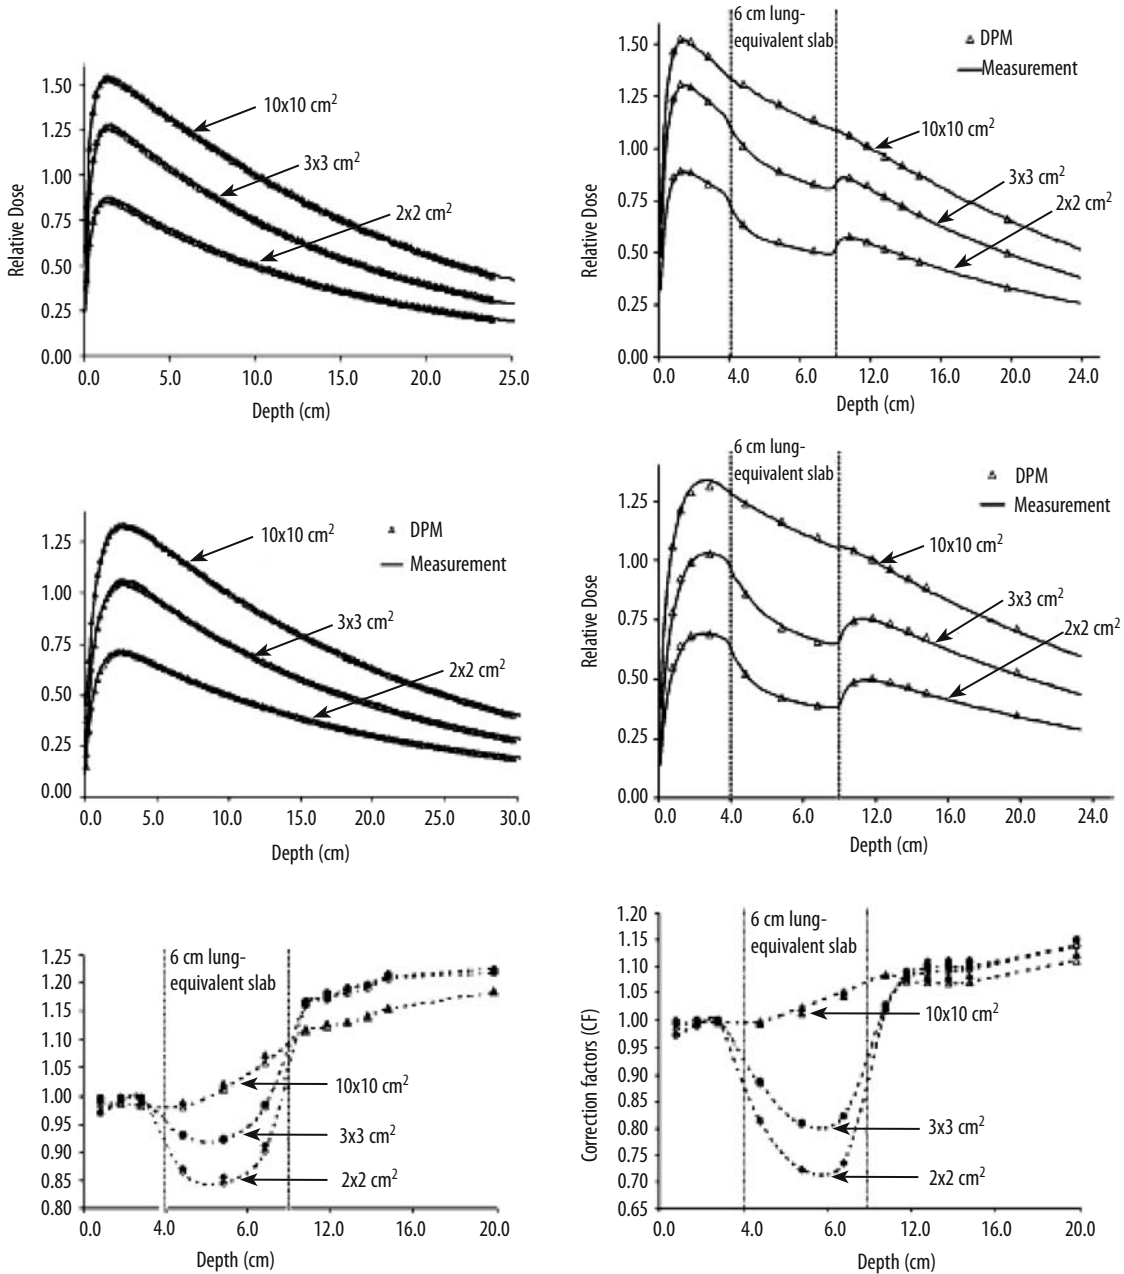 1.50
1.25
1.00
0.75
0.50
0.25
0.00
Relative Dose
10x10 cm²
3x3 cm²
2x2 cm²
0.0 5.0 10.0 15.0 20.0 25.0
Depth (cm)
6 cm lung-
equivalent slab
DPM
Measurement
1.50
1.25
1.00
0.75
0.50
0.25
0.00
Relative Dose
10x10 cm²
3x3 cm²
2x2 cm²
0.0 4.0 6.0 12.0 16.0 20.0 24.0
Depth (cm)
DPM
Measurement
1.25
1.00
0.75
0.50
0.25
0.00
Relative Dose
10x10 cm²
3x3 cm²
2x2 cm²
0.0 5.0 10.0 15.0 20.0 25.0 30.0
Depth (cm)
6 cm lung-
equivalent slab
DPM
Measurement
1.25
1.00
0.75
0.50
0.25
0.00
Relative Dose
10x10 cm²
3x3 cm²
2x2 cm²
0.0 4.0 6.0 12.0 16.0 20.0 24.0
Depth (cm)
6 cm lung-
equivalent slab
1.25
1.20
1.15
1.10
1.05
1.00
0.95
0.90
0.85
0.80
10x10 cm²
3x3 cm²
2x2 cm²
0.0 4.0 6.0 12.0 16.0 20.0
Depth (cm)
6 cm lung-
equivalent slab
1.20
1.15
1.10
1.05
1.00
0.95
0.90
0.85
0.80
0.75
0.70
0.65
Correction factors (CF)
10x10 cm²
3x3 cm²
2x2 cm²
0.0 4.0 6.0 12.0 16.0 20.0
Depth (cm)